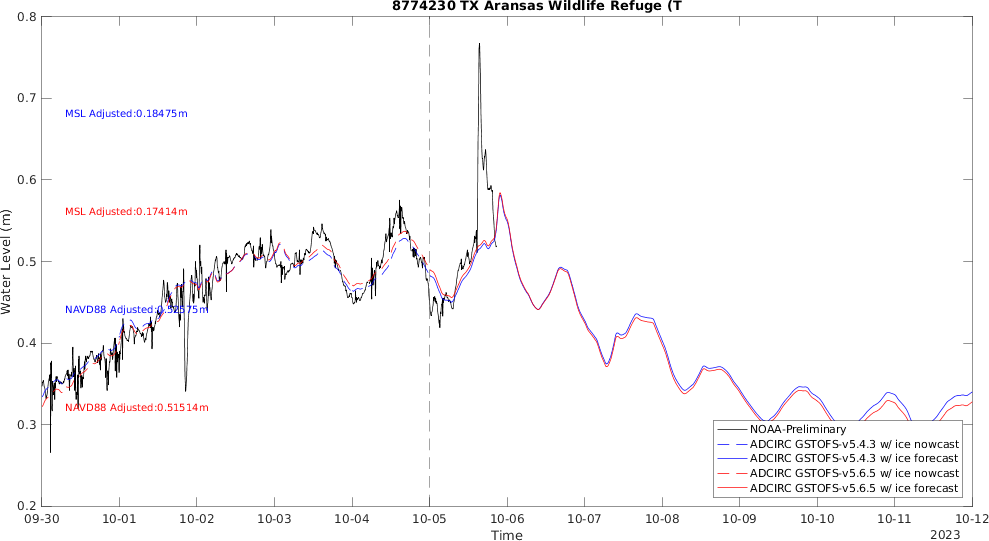 8774230 TX Aransas Wildlife Refuge (T
0.8
0.7
0.6
0.5
0.4
0.3
0.2
Water Level (m)
MSL Adjusted:0.18475m
MSL Adjusted:0.17414m
NAVD88 Adjusted:0.52575m
NAVD88 Adjusted:0.51514m
NOAA-Preliminary
ADCIRC GSTOFS-v5.4.3 w/ ice nowcast
ADCIRC GSTOFS-v5.4.3 w/ ice forecast
ADCIRC GSTOFS-v5.6.5 w/ ice nowcast
ADCIRC GSTOFS-v5.6.5 w/ ice forecast
09-30 10-01 10-02 10-03 10-04 10-05 10-06 10-07 10-08 10-09 10-10 10-11 10-12
Time
2023